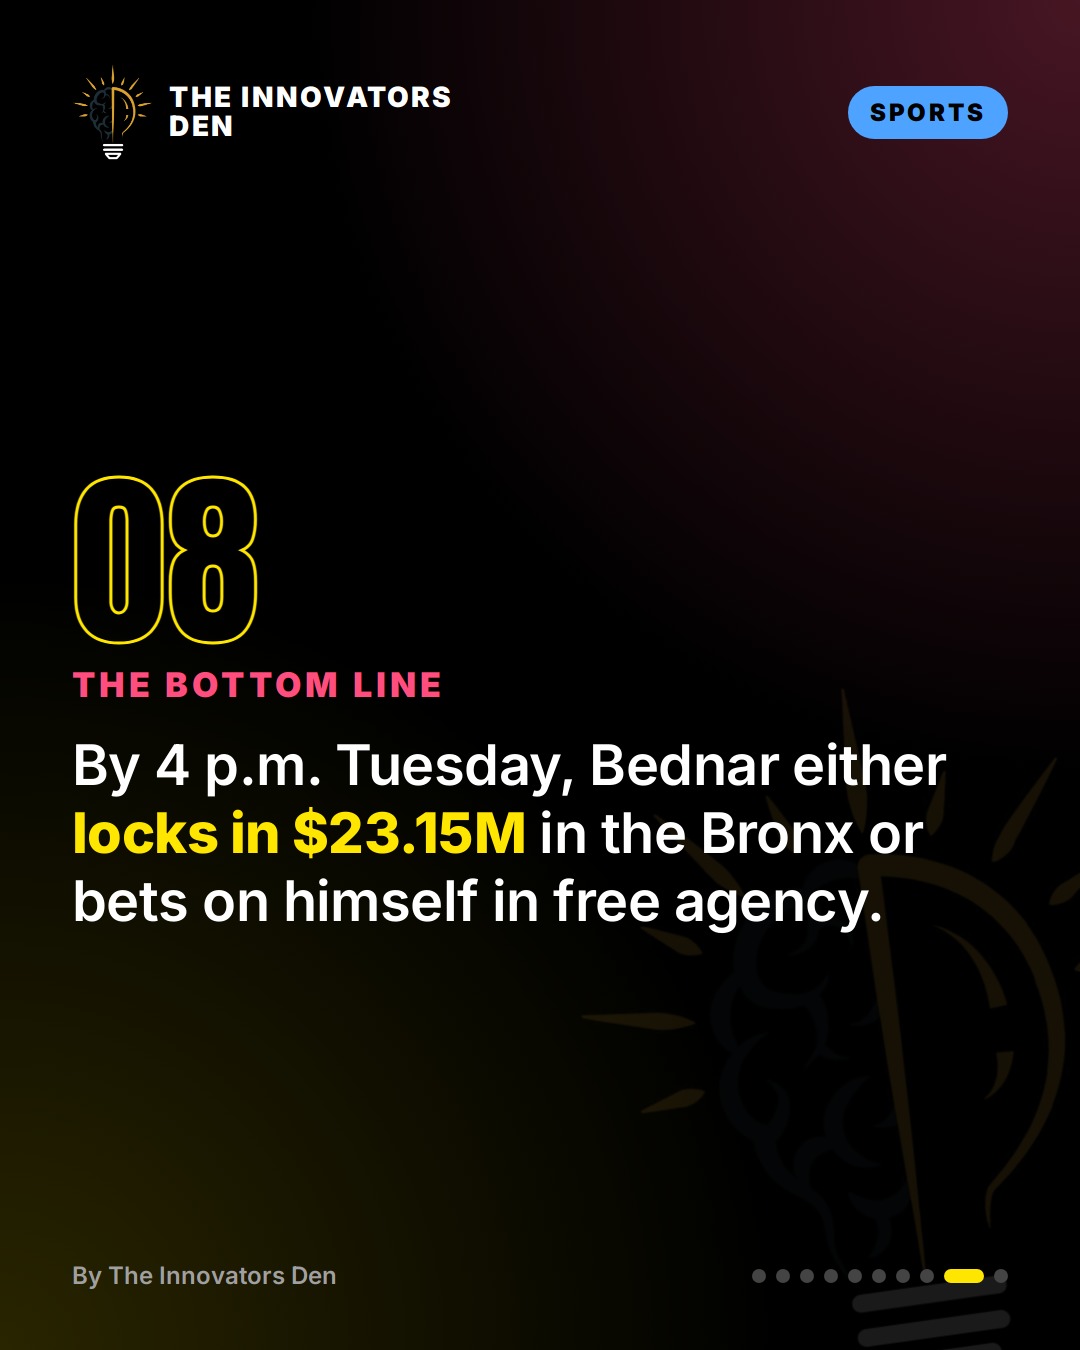 THE INNOVATORS
DEN
SPORTS
08
THE BOTTOM LINE
By 4 p.m. Tuesday, Bednar either
locks in $23.15M in the Bronx or
bets on himself in free agency.
By The Innovators Den